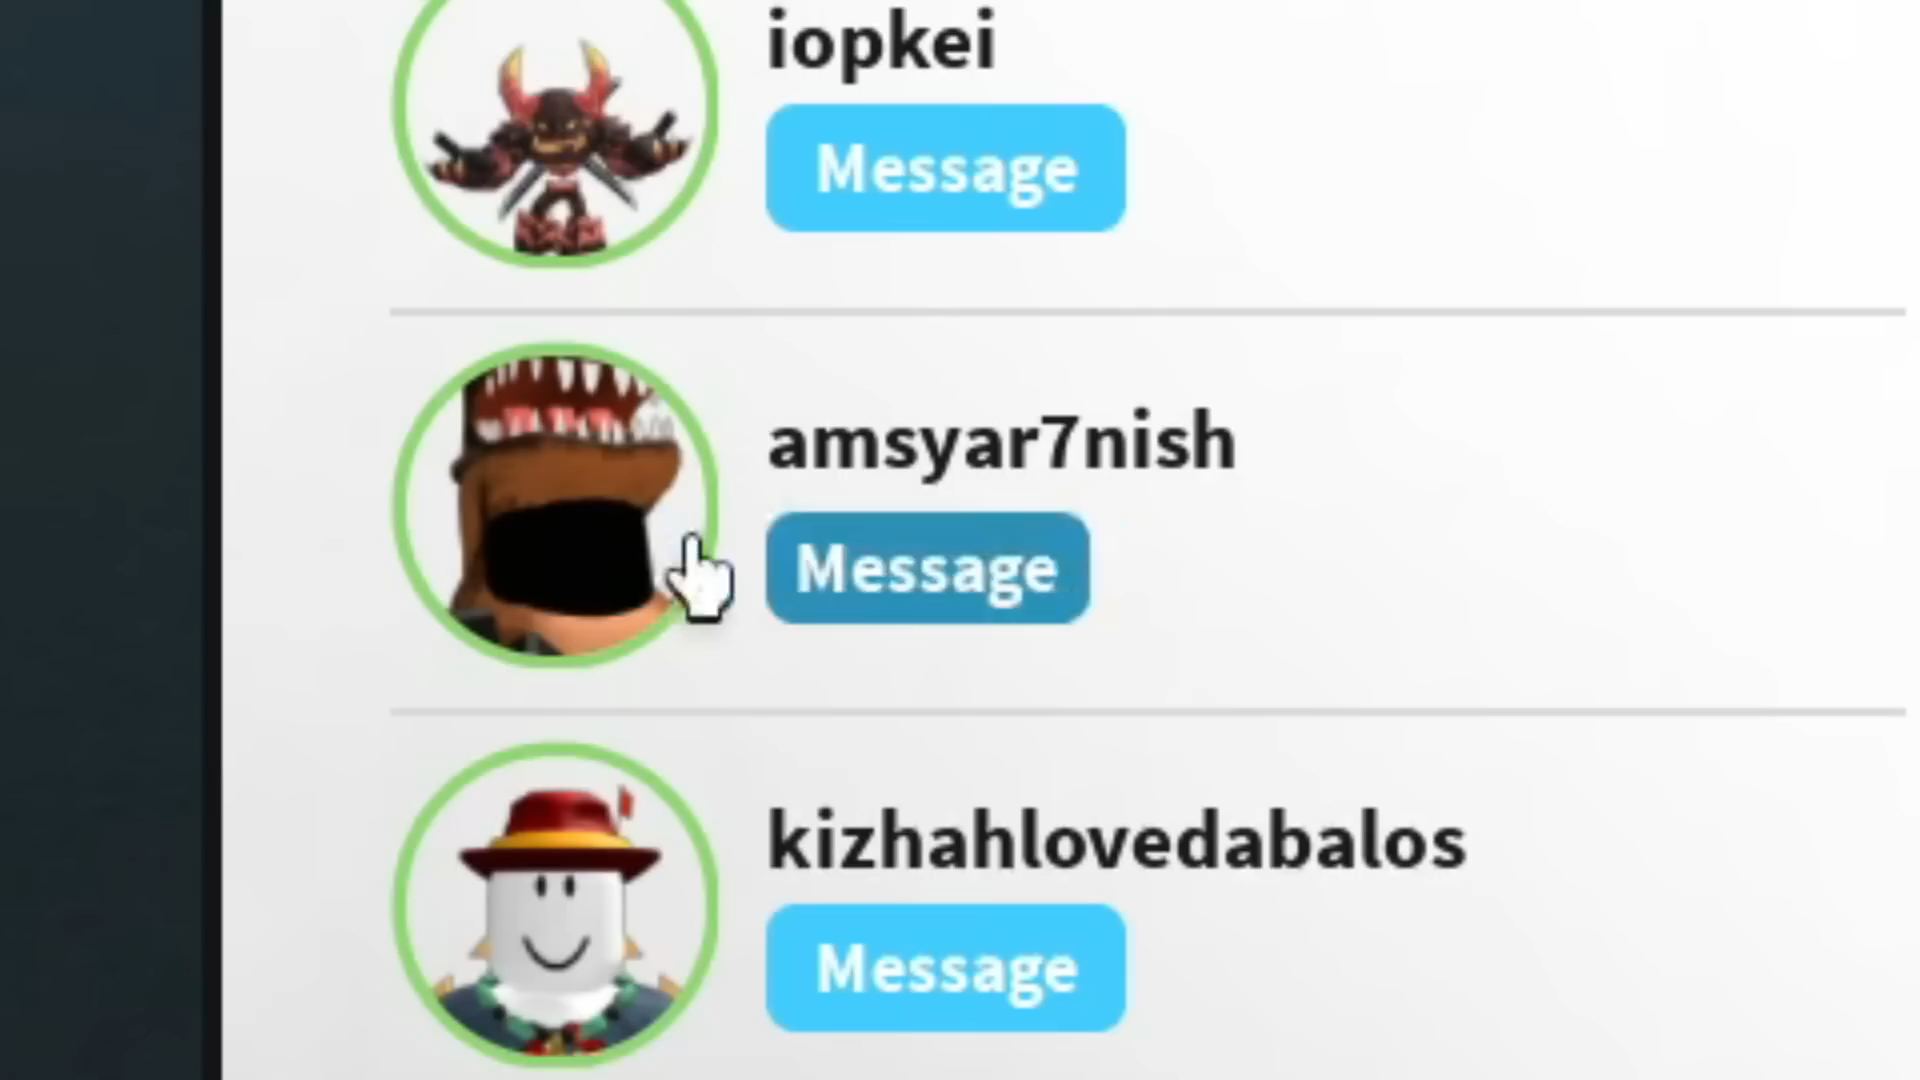 iopkei
Message
amsyar7nish
Message
kizhahlovedabalos
Message